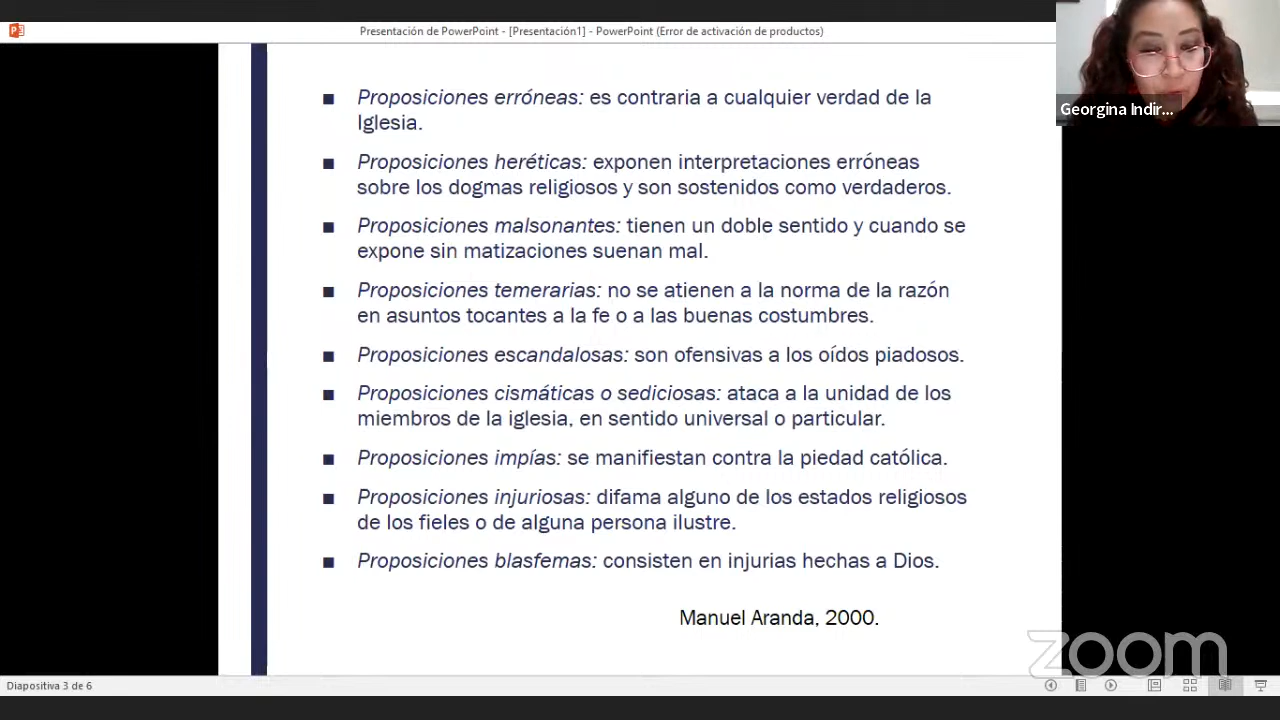 Presentación de PowerPoint - [Presentación1] - PowerPoint (Error de activación de productos)
Georgina Indir...
■ Proposiciones erróneas: es contraria a cualquier verdad de la
Iglesia.
■ Proposiciones heréticas: exponen interpretaciones erróneas
sobre los dogmas religiosos y son sostenidos como verdaderos.
■ Proposiciones malsonantes: tienen un doble sentido y cuando se
expone sin matizaciones suenan mal.
■ Proposiciones temerarias: no se atienen a la norma de la razón
en asuntos tocantes a la fe o a las buenas costumbres.
■ Proposiciones escandalosas: son ofensivas a los oídos piadosos.
■ Proposiciones cismáticas o sediciosas: ataca a la unidad de los
miembros de la iglesia, en sentido universal o particular.
■ Proposiciones impías: se manifiestan contra la piedad católica.
■ Proposiciones injuriosas: difama alguno de los estados religiosos
de los fieles o de alguna persona ilustre.
■ Proposiciones blasfemas: consisten en injurias hechas a Dios.
Manuel Aranda, 2000.
zoom
Diapositiva 3 de 6